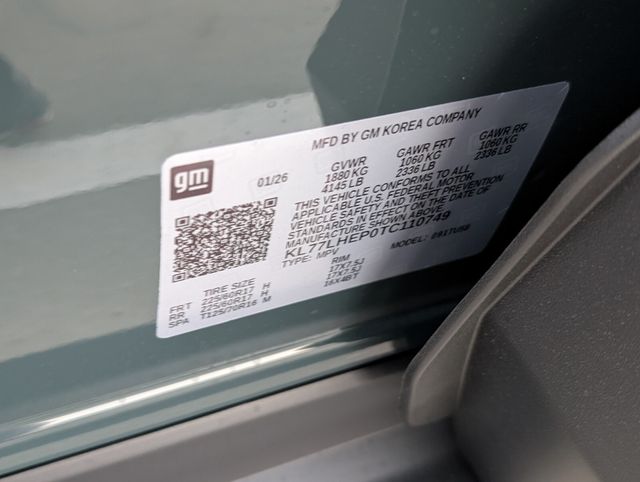 gm
MFD BY GM KOREA COMPANY
01/26
GVWR GAWR FRT GAWR RR
1880 KG 1060 KG 1060 KG
4145 LB 2336 LB 2336 LB
THIS VEHICLE CONFORMS TO ALL
APPLICABLE U.S. FEDERAL MOTOR
VEHICLE SAFETY AND THEFT PREVENTION
STANDARDS IN EFFECT ON THE DATE OF
MANUFACTURE SHOWN ABOVE.
KL77LHEP0TC110749
TYPE: MPV MODEL:
TIRE SIZE RIM
FRT 225/60R17 H 17X7.5J
RR 225/60R17 H 17X7.5J
SPA T125/70R16 M 16X4BT